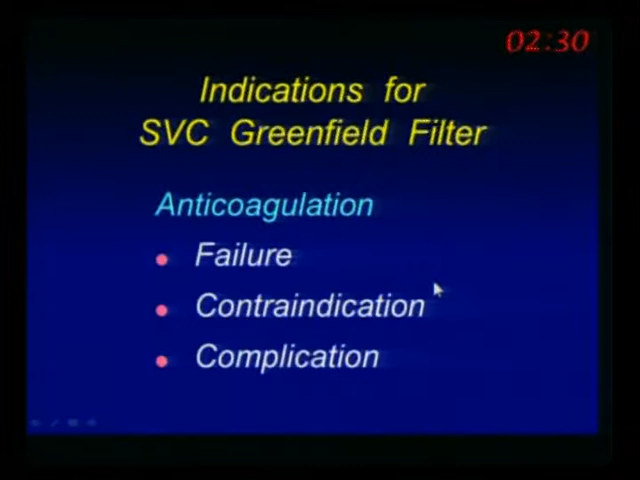 02:30
Indications for
SVC Greenfield Filter
Anticoagulation
• Failure
• Contraindication
• Complication